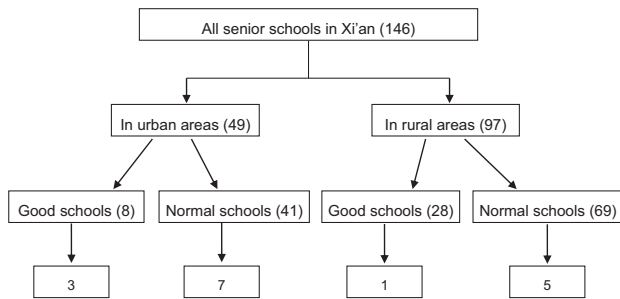 All senior schools in Xi'an (146)
In urban areas (49)
In rural areas (97)
Good schools (8)
Normal schools (41)
Good schools (28)
Normal schools (69)
3
7
1
5